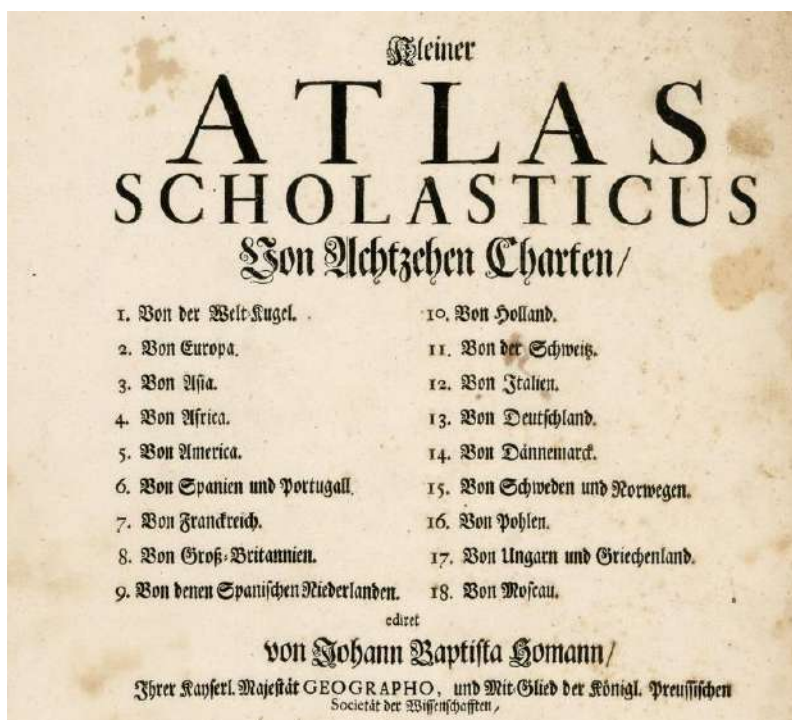 Kleiner
ATLAS
SCHOLASTICUS
Von Achtzehen Charten/
1. Von der Welt-Kugel.
2. Von Europa.
3. Von Asia.
4. Von Africa.
5. Von America.
6. Von Spanien und Portugall.
7. Von Franckreich.
8. Von Groß-Britannien.
9. Von denen Spanischen Niederlanden.
10. Von Holland.
11. Von der Schweitz.
12. Von Italien.
13. Von Deutschland.
14. Von Dännemarck.
15. Von Schweden und Norwegen.
16. Von Pohlen.
17. Von Ungarn und Griechenland.
18. Von Moscau.
ediret
von Johann Baptista Homann/
Ihrer Kayserl. Majestät GEOGRAPHO, und Mit-Glied der Königl. Preussischen
Societät der Wissenschafften,